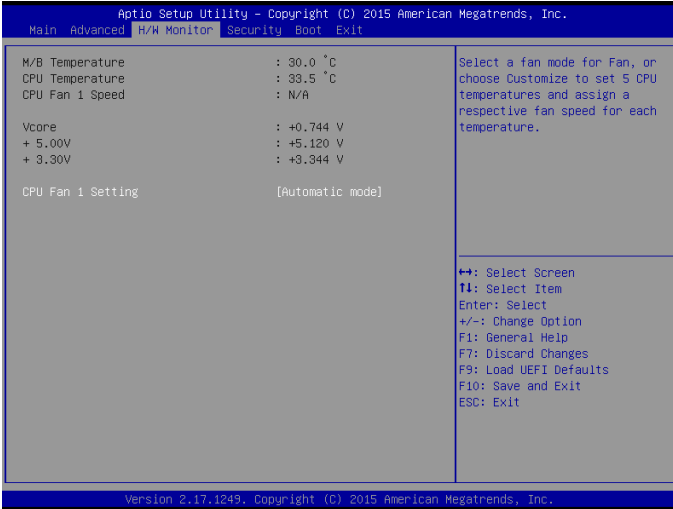 Aptio Setup Utility – Copyright (C) 2015 American Megatrends, Inc.
Main Advanced H/W Monitor Security Boot Exit
M/B Temperature : 30.0 °C
CPU Temperature : 33.5 °C
CPU Fan 1 Speed : N/A
Vcore : +0.744 V
+ 5.00V : +5.120 V
+ 3.30V : +3.344 V
CPU Fan 1 Setting [Automatic mode]
Select a fan mode for Fan, or
choose Customize to set 5 CPU
temperatures and assign a
respective fan speed for each
temperature.
↔: Select Screen
↑↓: Select Item
Enter: Select
+/-: Change Option
F1: General Help
F7: Discard Changes
F9: Load UEFI Defaults
F10: Save and Exit
ESC: Exit
Version 2.17.1249. Copyright (C) 2015 American Megatrends, Inc.